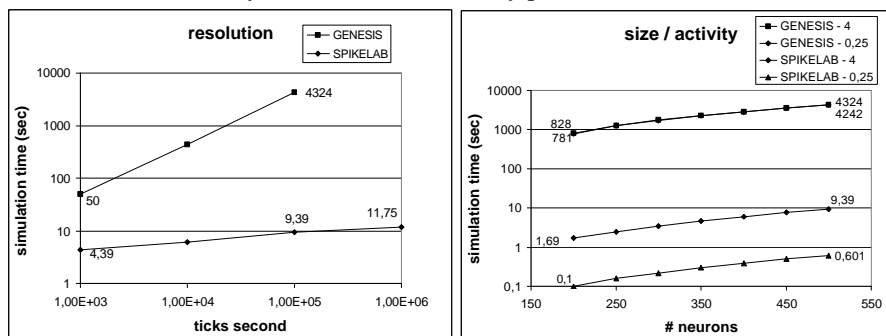 resolution
GENESIS
SPIKELAB
simulation time (sec)
10000
1000
100
10
1
4324
50
4,39
9,39
11,75
1,00E+03
1,00E+04
1,00E+05
1,00E+06
ticks second
size / activity
GENESIS - 4
GENESIS - 0,25
SPIKELAB - 4
SPIKELAB - 0,25
simulation time (sec)
10000
1000
100
10
1
0,1
828
781
4324
4242
1,69
9,39
0,1
0,601
150
250
350
450
550
# neurons